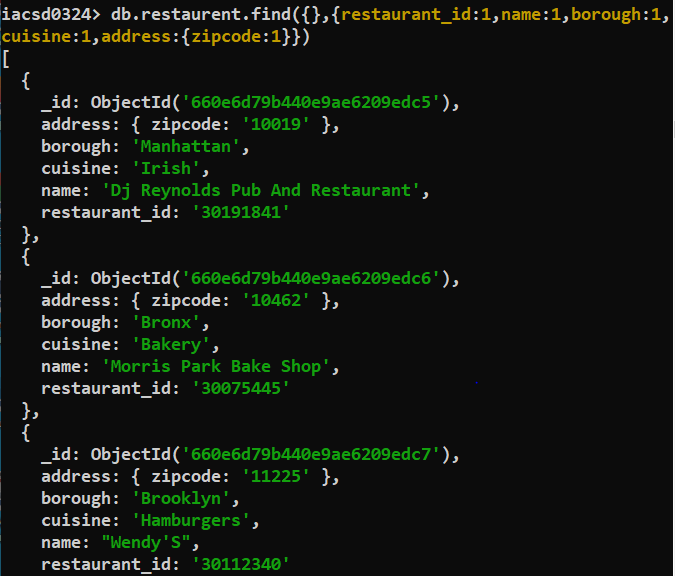 iacsd0324> db.restaurent.find({},{restaurant_id:1,name:1,borough:1,
cuisine:1,address:{zipcode:1}})
[
  {
    _id: ObjectId('660e6d79b440e9ae6209edc5'),
    address: { zipcode: '10019' },
    borough: 'Manhattan',
    cuisine: 'Irish',
    name: 'Dj Reynolds Pub And Restaurant',
    restaurant_id: '30191841'
  },
  {
    _id: ObjectId('660e6d79b440e9ae6209edc6'),
    address: { zipcode: '10462' },
    borough: 'Bronx',
    cuisine: 'Bakery',
    name: 'Morris Park Bake Shop',
    restaurant_id: '30075445'
  },
  {
    _id: ObjectId('660e6d79b440e9ae6209edc7'),
    address: { zipcode: '11225' },
    borough: 'Brooklyn',
    cuisine: 'Hamburgers',
    name: "Wendy'S",
    restaurant_id: '30112340'